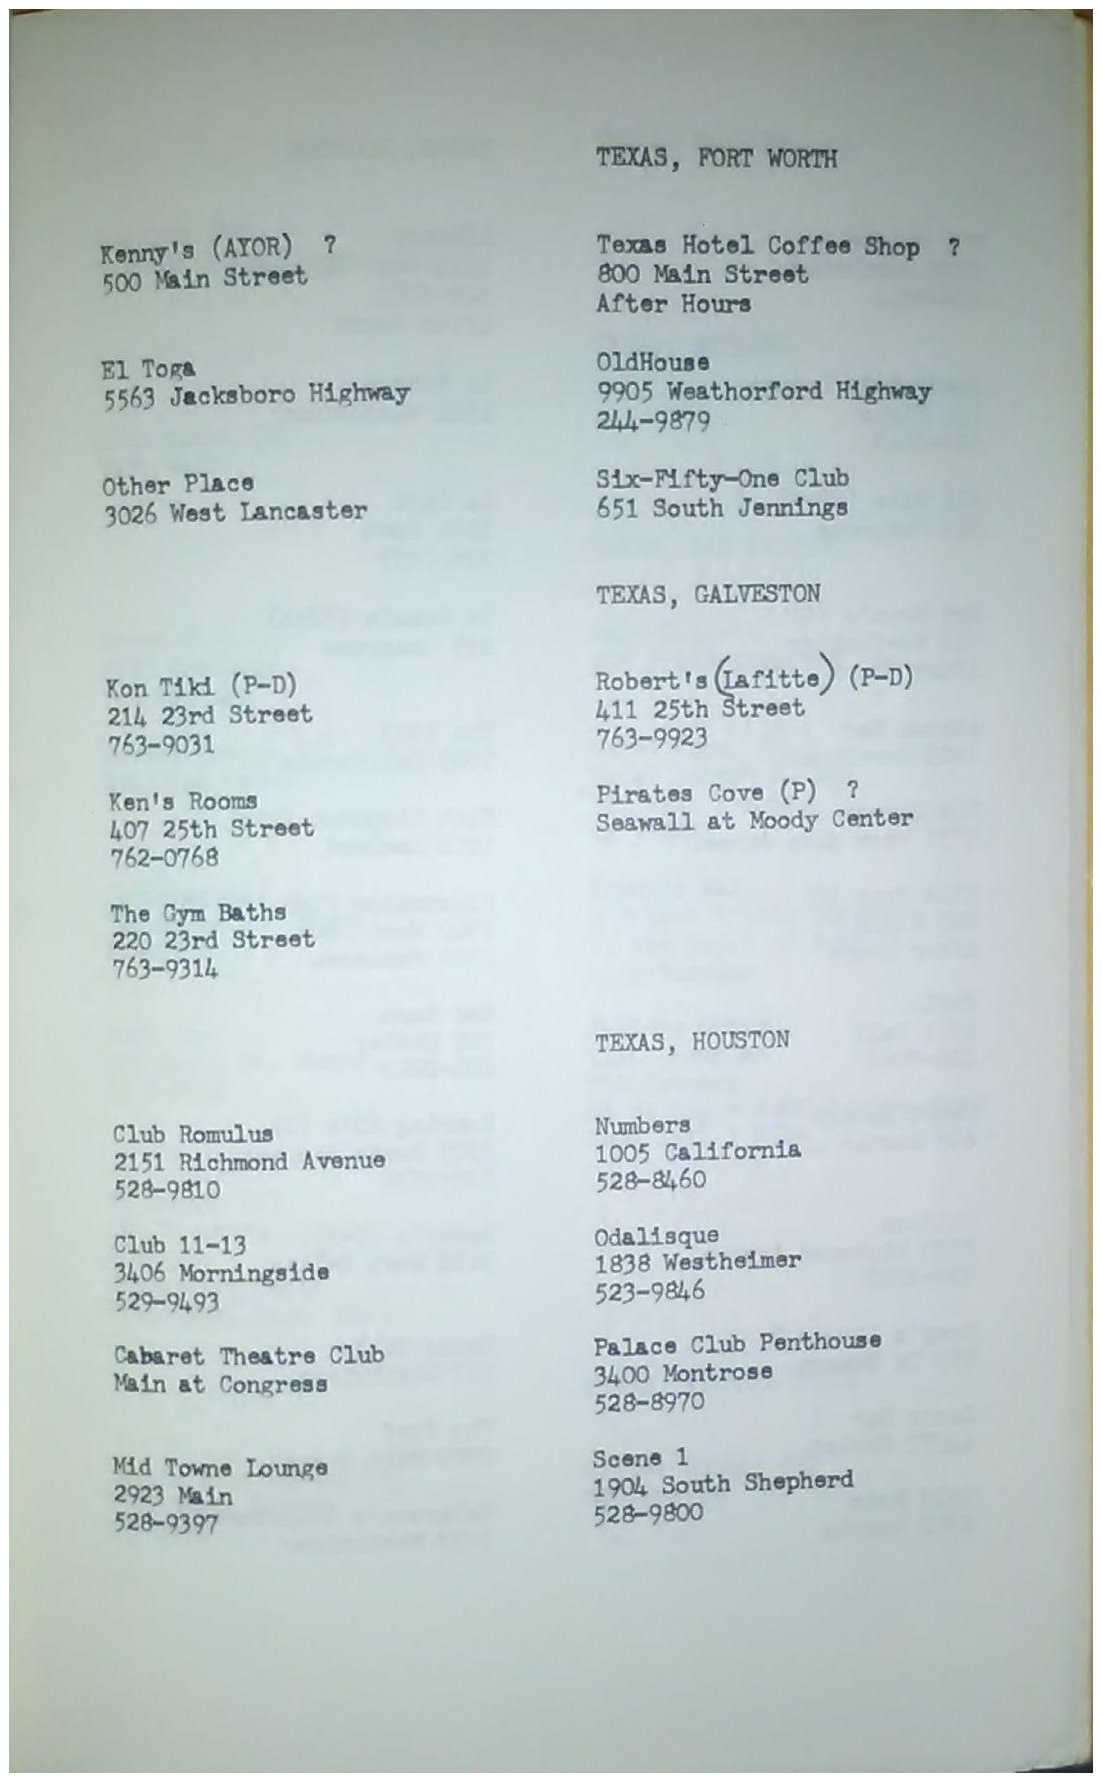 TEXAS, FORT WORTH
Kenny's (AYOR) ?
500 Main Street
Texas Hotel Coffee Shop ?
800 Main Street
After Hours
El Toga
5563 Jacksboro Highway
OldHouse
9905 Weathorford Highway
244-9879
Other Place
3026 West Lancaster
Six-Fifty-One Club
651 South Jennings
TEXAS, GALVESTON
Kon Tiki (P-D)
214 23rd Street
763-9031
Robert's (Lafitte) (P-D)
411 25th Street
763-9923
Ken's Rooms
407 25th Street
762-0768
Pirates Cove (P) ?
Seawall at Moody Center
The Gym Baths
220 23rd Street
763-9314
TEXAS, HOUSTON
Club Romulus
2151 Richmond Avenue
528-9810
Numbers
1005 California
528-8460
Club 11-13
3406 Morningside
529-9493
Odalisque
1838 Westheimer
523-9846
Cabaret Theatre Club
Main at Congress
Palace Club Penthouse
3400 Montrose
528-8970
Mid Towne Lounge
2923 Main
528-9397
Scene 1
1904 South Shepherd
528-9800